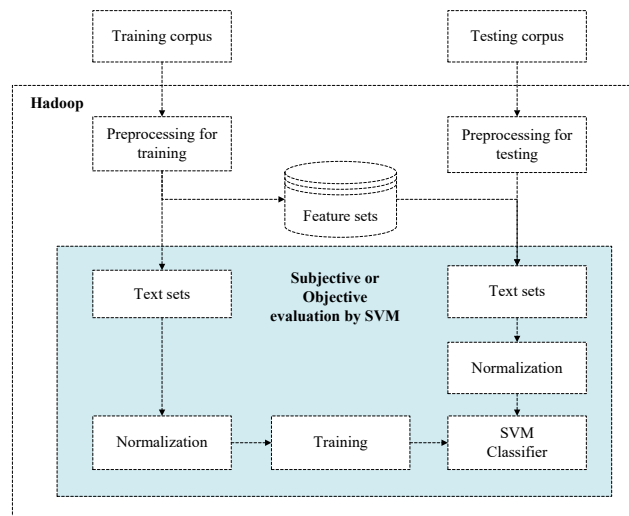 Training corpus
Testing corpus
Hadoop
Preprocessing for
training
Preprocessing for
testing
Feature sets
Text sets
Subjective or
Objective
evaluation by SVM
Text sets
Normalization
Normalization
Training
SVM
Classifier